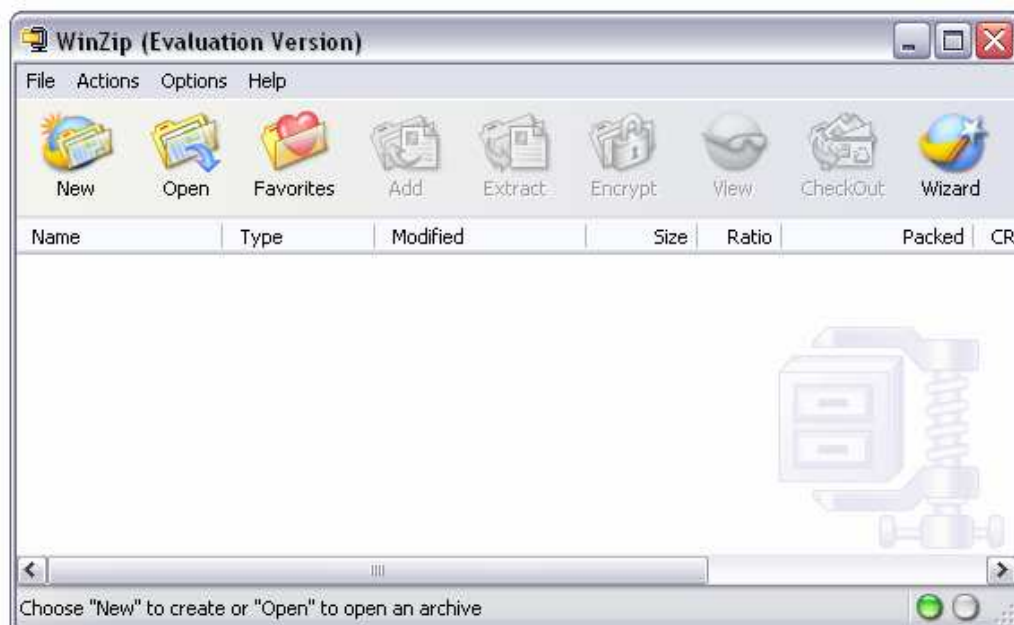 WinZip (Evaluation Version)
File Actions Options Help
New Open Favorites Add Extract Encrypt View CheckOut Wizard
Name Type Modified Size Ratio Packed CR
Choose "New" to create or "Open" to open an archive